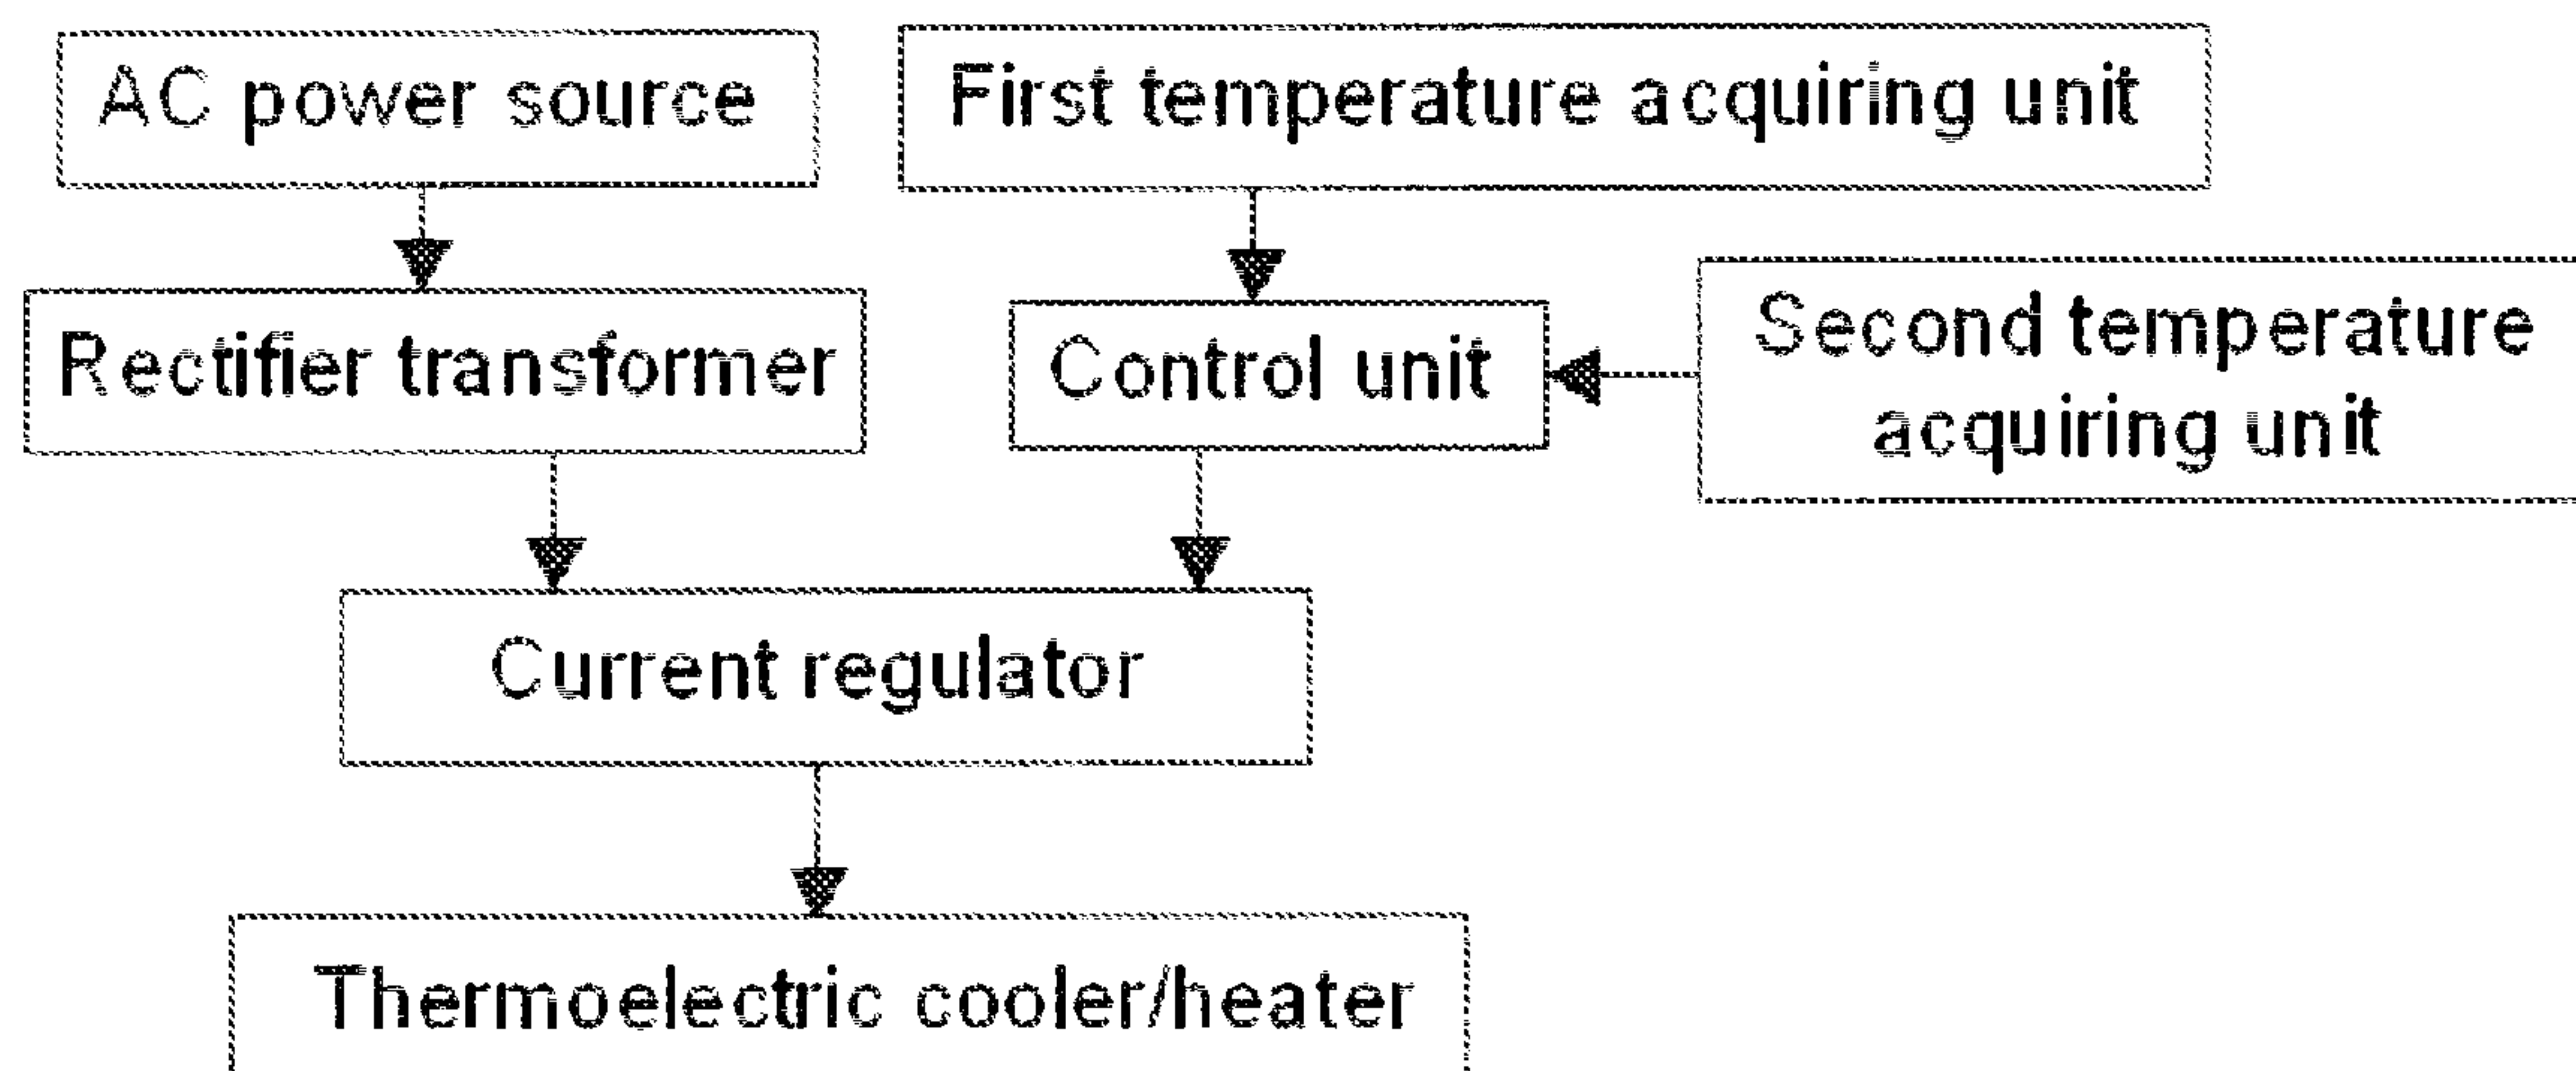 AC power source
First temperature acquiring unit
Rectifier transformer
Control unit
Second temperature
acquiring unit
Current regulator
Thermoelectric cooler/heater